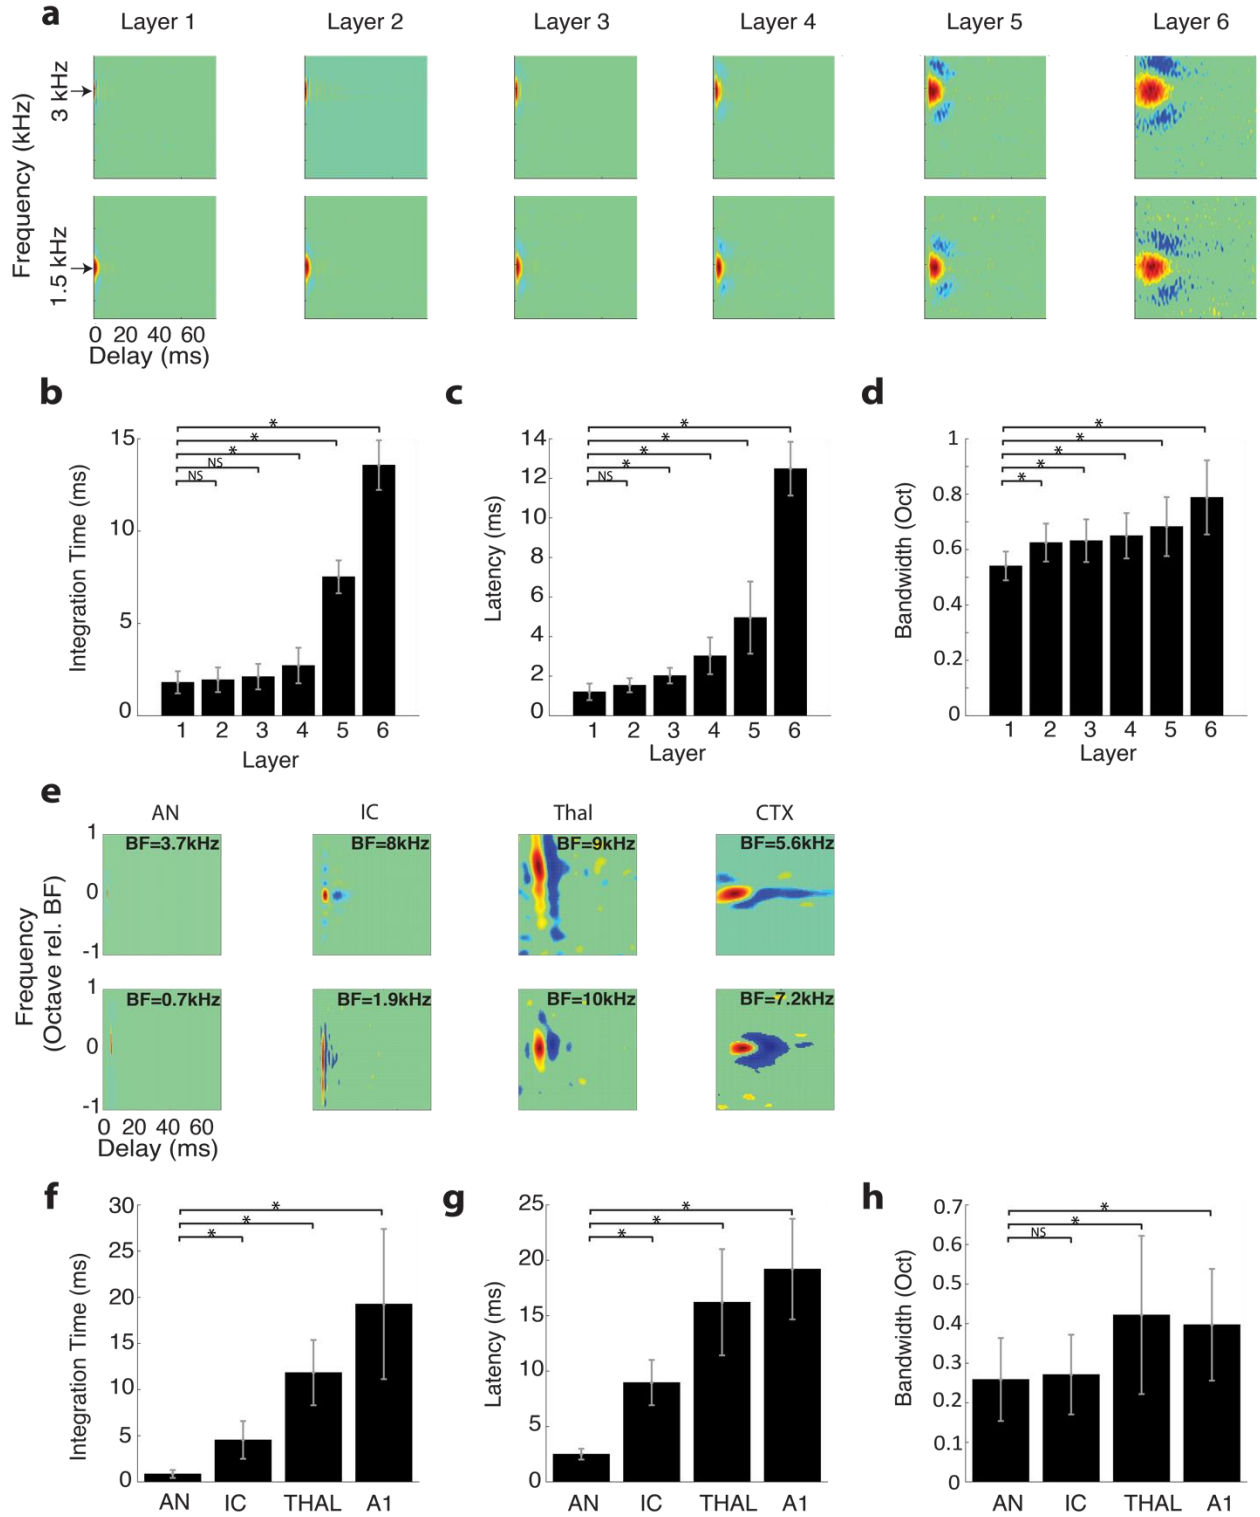 a
Layer 1 Layer 2 Layer 3 Layer 4 Layer 5 Layer 6
Frequency (kHz)
3 kHz
1.5 kHz
0 20 40 60
Delay (ms)
b
Integration Time (ms)
15
10
5
0
*
*
*
NS
NS
1 2 3 4 5 6
Layer
c
Latency (ms)
14
12
10
8
6
4
2
0
*
*
*
*
NS
1 2 3 4 5 6
Layer
d
Bandwidth (Oct)
1
0.8
0.6
0.4
0.2
0
*
*
*
*
*
1 2 3 4 5 6
Layer
e
AN IC Thal CTX
Frequency
(Octave rel. BF)
1
0
-1
BF=3.7kHz BF=8kHz BF=9kHz BF=5.6kHz
1
0
-1
BF=0.7kHz BF=1.9kHz BF=10kHz BF=7.2kHz
0 20 40 60
Delay (ms)
f
Integration Time (ms)
30
25
20
15
10
5
0
*
*
*
AN IC THAL A1
g
Latency (ms)
25
20
15
10
5
0
*
*
*
AN IC THAL A1
h
Bandwidth (Oct)
0.7
0.6
0.5
0.4
0.3
0.2
0.1
0
*
*
NS
AN IC THAL A1